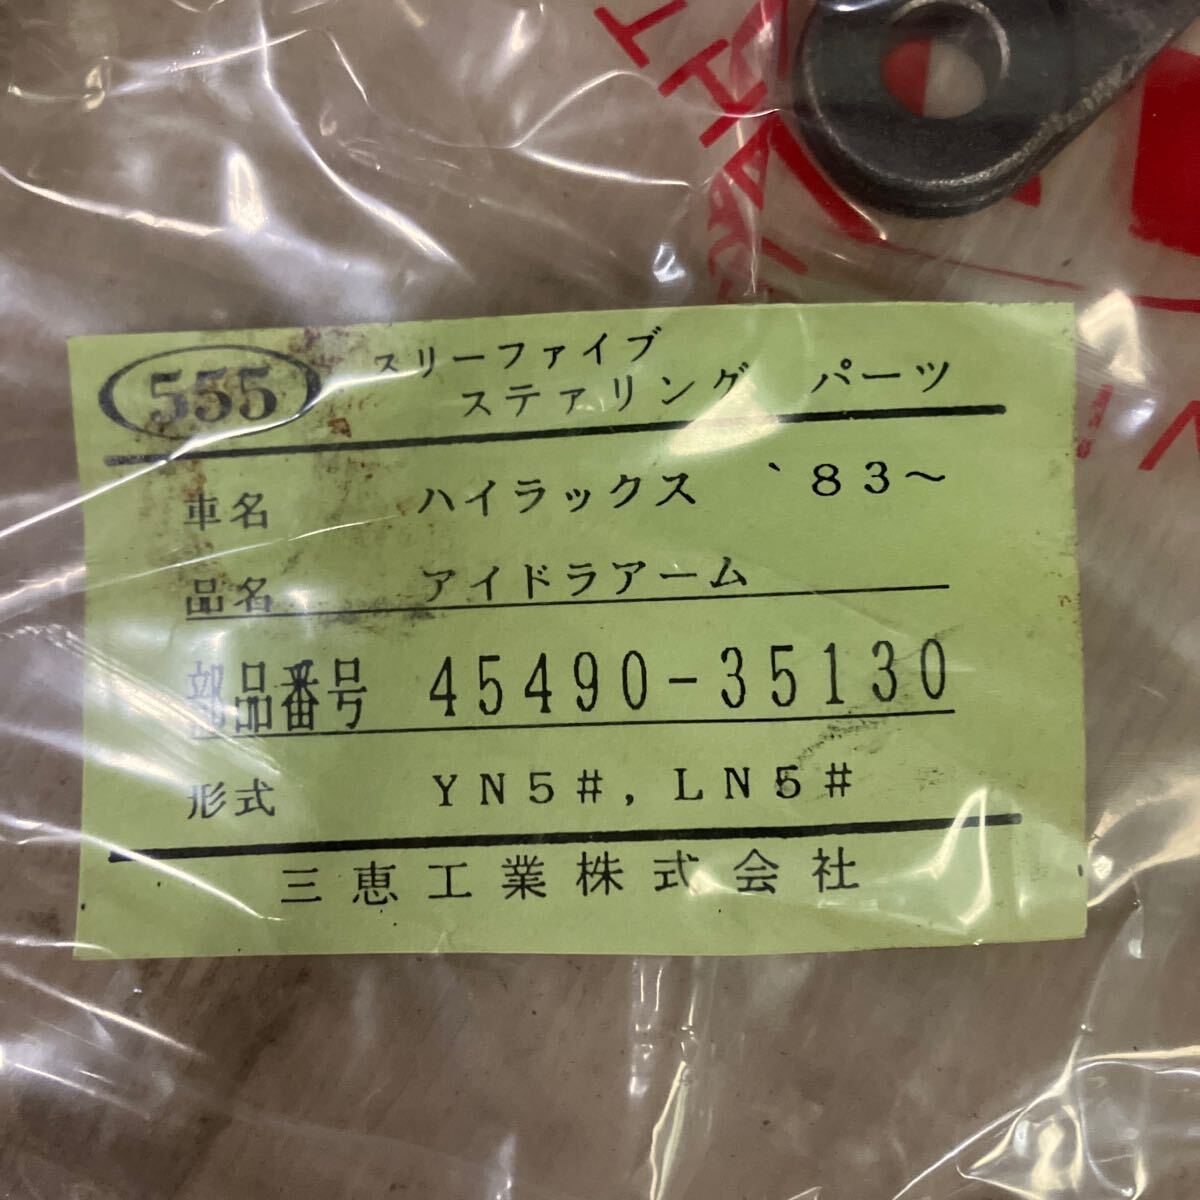 555 スリーファイブ
ステアリング パーツ
車名 ハイラックス `83～
品名 アイドラアーム
部品番号 45490-35130
形式 YN5#, LN5#
三恵工業株式会社